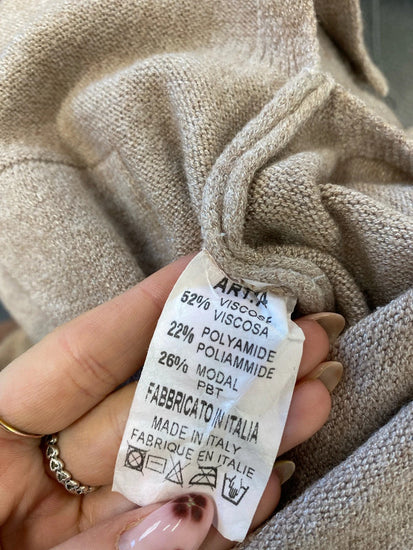 ART.A
52% VISCOSE
VISCOSA
22% POLYAMIDE
POLIAMMIDE
26% MODAL
PBT
FABBRICATO IN ITALIA
MADE IN ITALY
FABRIQUE EN ITALIE